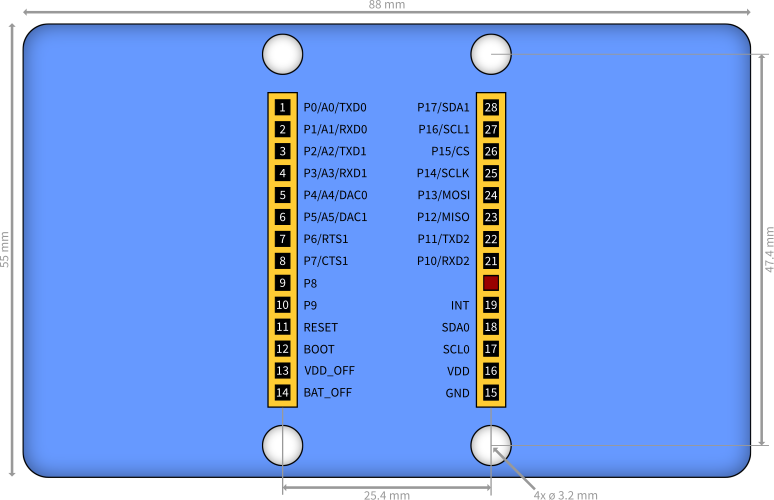 88 mm
1 P0/A0/TXD0 P17/SDA1 28
2 P1/A1/RXD0 P16/SCL1 27
3 P2/A2/TXD1 P15/CS 26
4 P3/A3/RXD1 P14/SCLK 25
5 P4/A4/DAC0 P13/MOSI 24
6 P5/A5/DAC1 P12/MISO 23
7 P6/RTS1 P11/TXD2 22
8 P7/CTS1 P10/RXD2 21
9 P8
10 P9 INT 19
11 RESET SDA0 18
12 BOOT SCL0 17
13 VDD_OFF VDD 16
14 BAT_OFF GND 15
55 mm
47.4 mm
25.4 mm
4x ø 3.2 mm